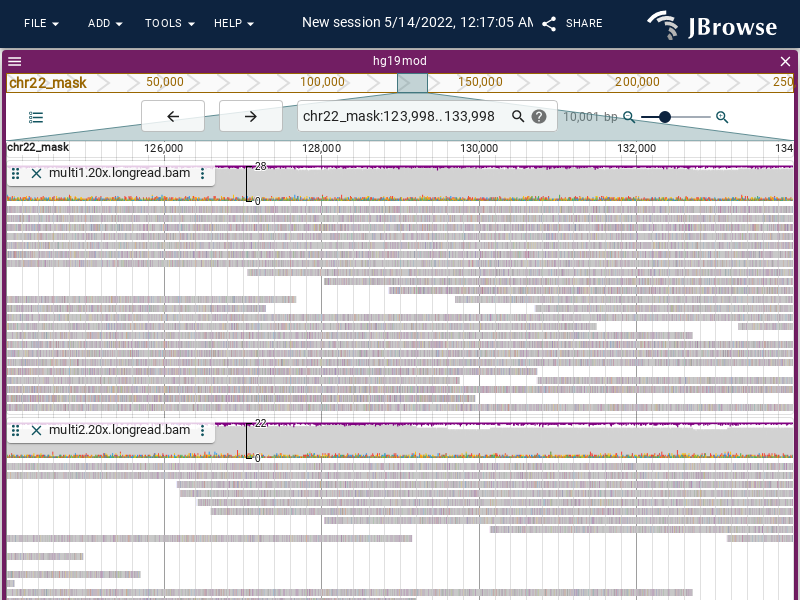 FILE ADD TOOLS HELP New session 5/14/2022, 12:17:05 AM SHARE JBrowse
hg19mod
chr22_mask 50,000 100,000 150,000 200,000 250
chr22_mask:123,998..133,998 ? 10,001 bp
chr22_mask 126,000 128,000 130,000 132,000 134
multi1.20x.longread.bam 28
0
multi2.20x.longread.bam 22
0